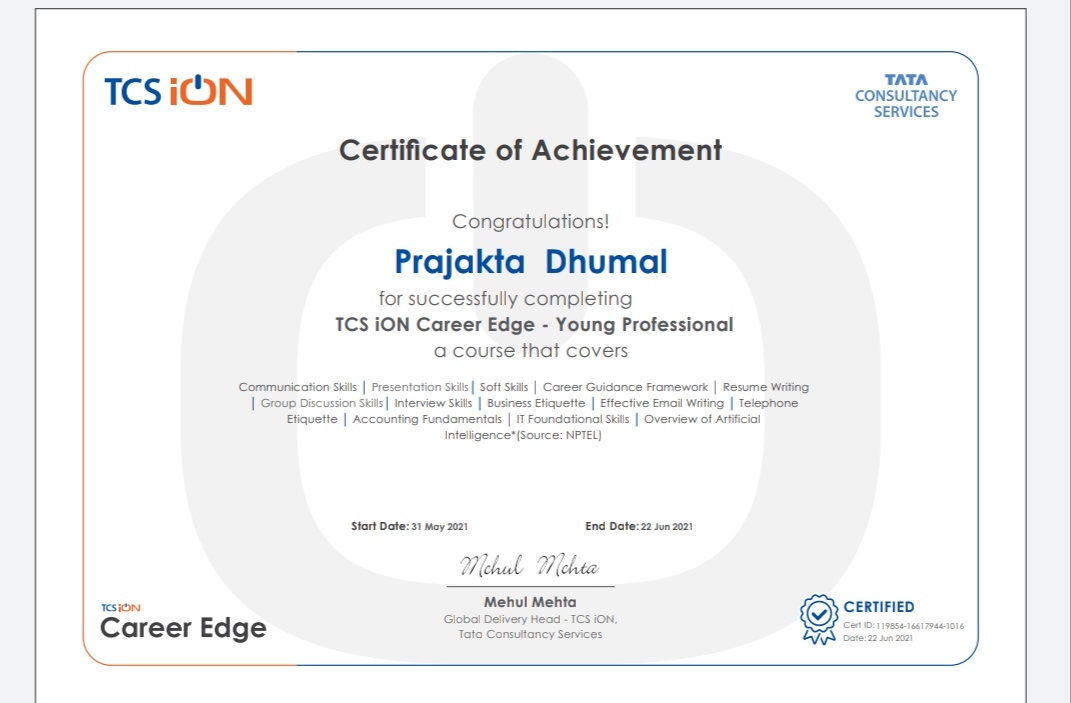 TCS iON
TATA
CONSULTANCY
SERVICES
Certificate of Achievement
Congratulations!
Prajakta Dhumal
for successfully completing
TCS iON Career Edge - Young Professional
a course that covers
Communication Skills | Presentation Skills | Soft Skills | Career Guidance Framework | Resume Writing
| Group Discussion Skills | Interview Skills | Business Etiquette | Effective Email Writing | Telephone
Etiquette | Accounting Fundamentals | IT Foundational Skills | Overview of Artificial
Intelligence*(Source: NPTEL)
Start Date: 31 May 2021 End Date: 22 Jun 2021
Mehul Mehta
Mehul Mehta
Global Delivery Head - TCS iON,
Tata Consultancy Services
TCS iON
Career Edge
CERTIFIED
Cert ID: 119854-16617944-1016
Date: 22 Jun 2021